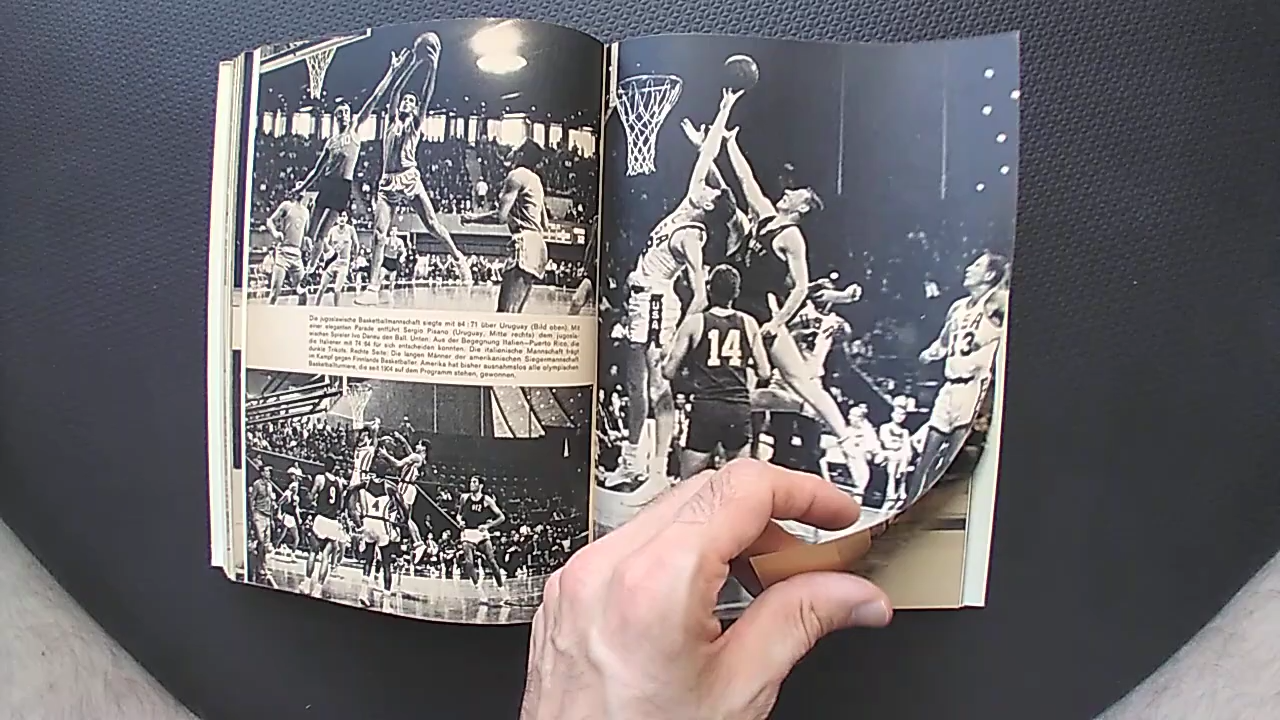 Die jugoslawische Basketballmannschaft siegte mit 84 : 71 über Uruguay (Bild oben). Mit
einer eleganten Parade entführt Sergio Pisano (Uruguay, Mitte rechts) dem jugosla-
wischen Spieler Ivo Daneu den Ball. Unten: Aus der Begegnung Italien—Puerto Rico, die
die Italiener mit 74 : 64 für sich entscheiden konnten. Die italienische Mannschaft trägt
dunkle Trikots. Rechte Seite: Die langen Männer der amerikanischen Siegermannschaft
im Kampf gegen Finnlands Basketballer. Amerika hat bisher ausnahmslos alle olympischen
Basketballturniere, die seit 1904 auf dem Programm stehen, gewonnen.
9
4
USA
14
USA
13